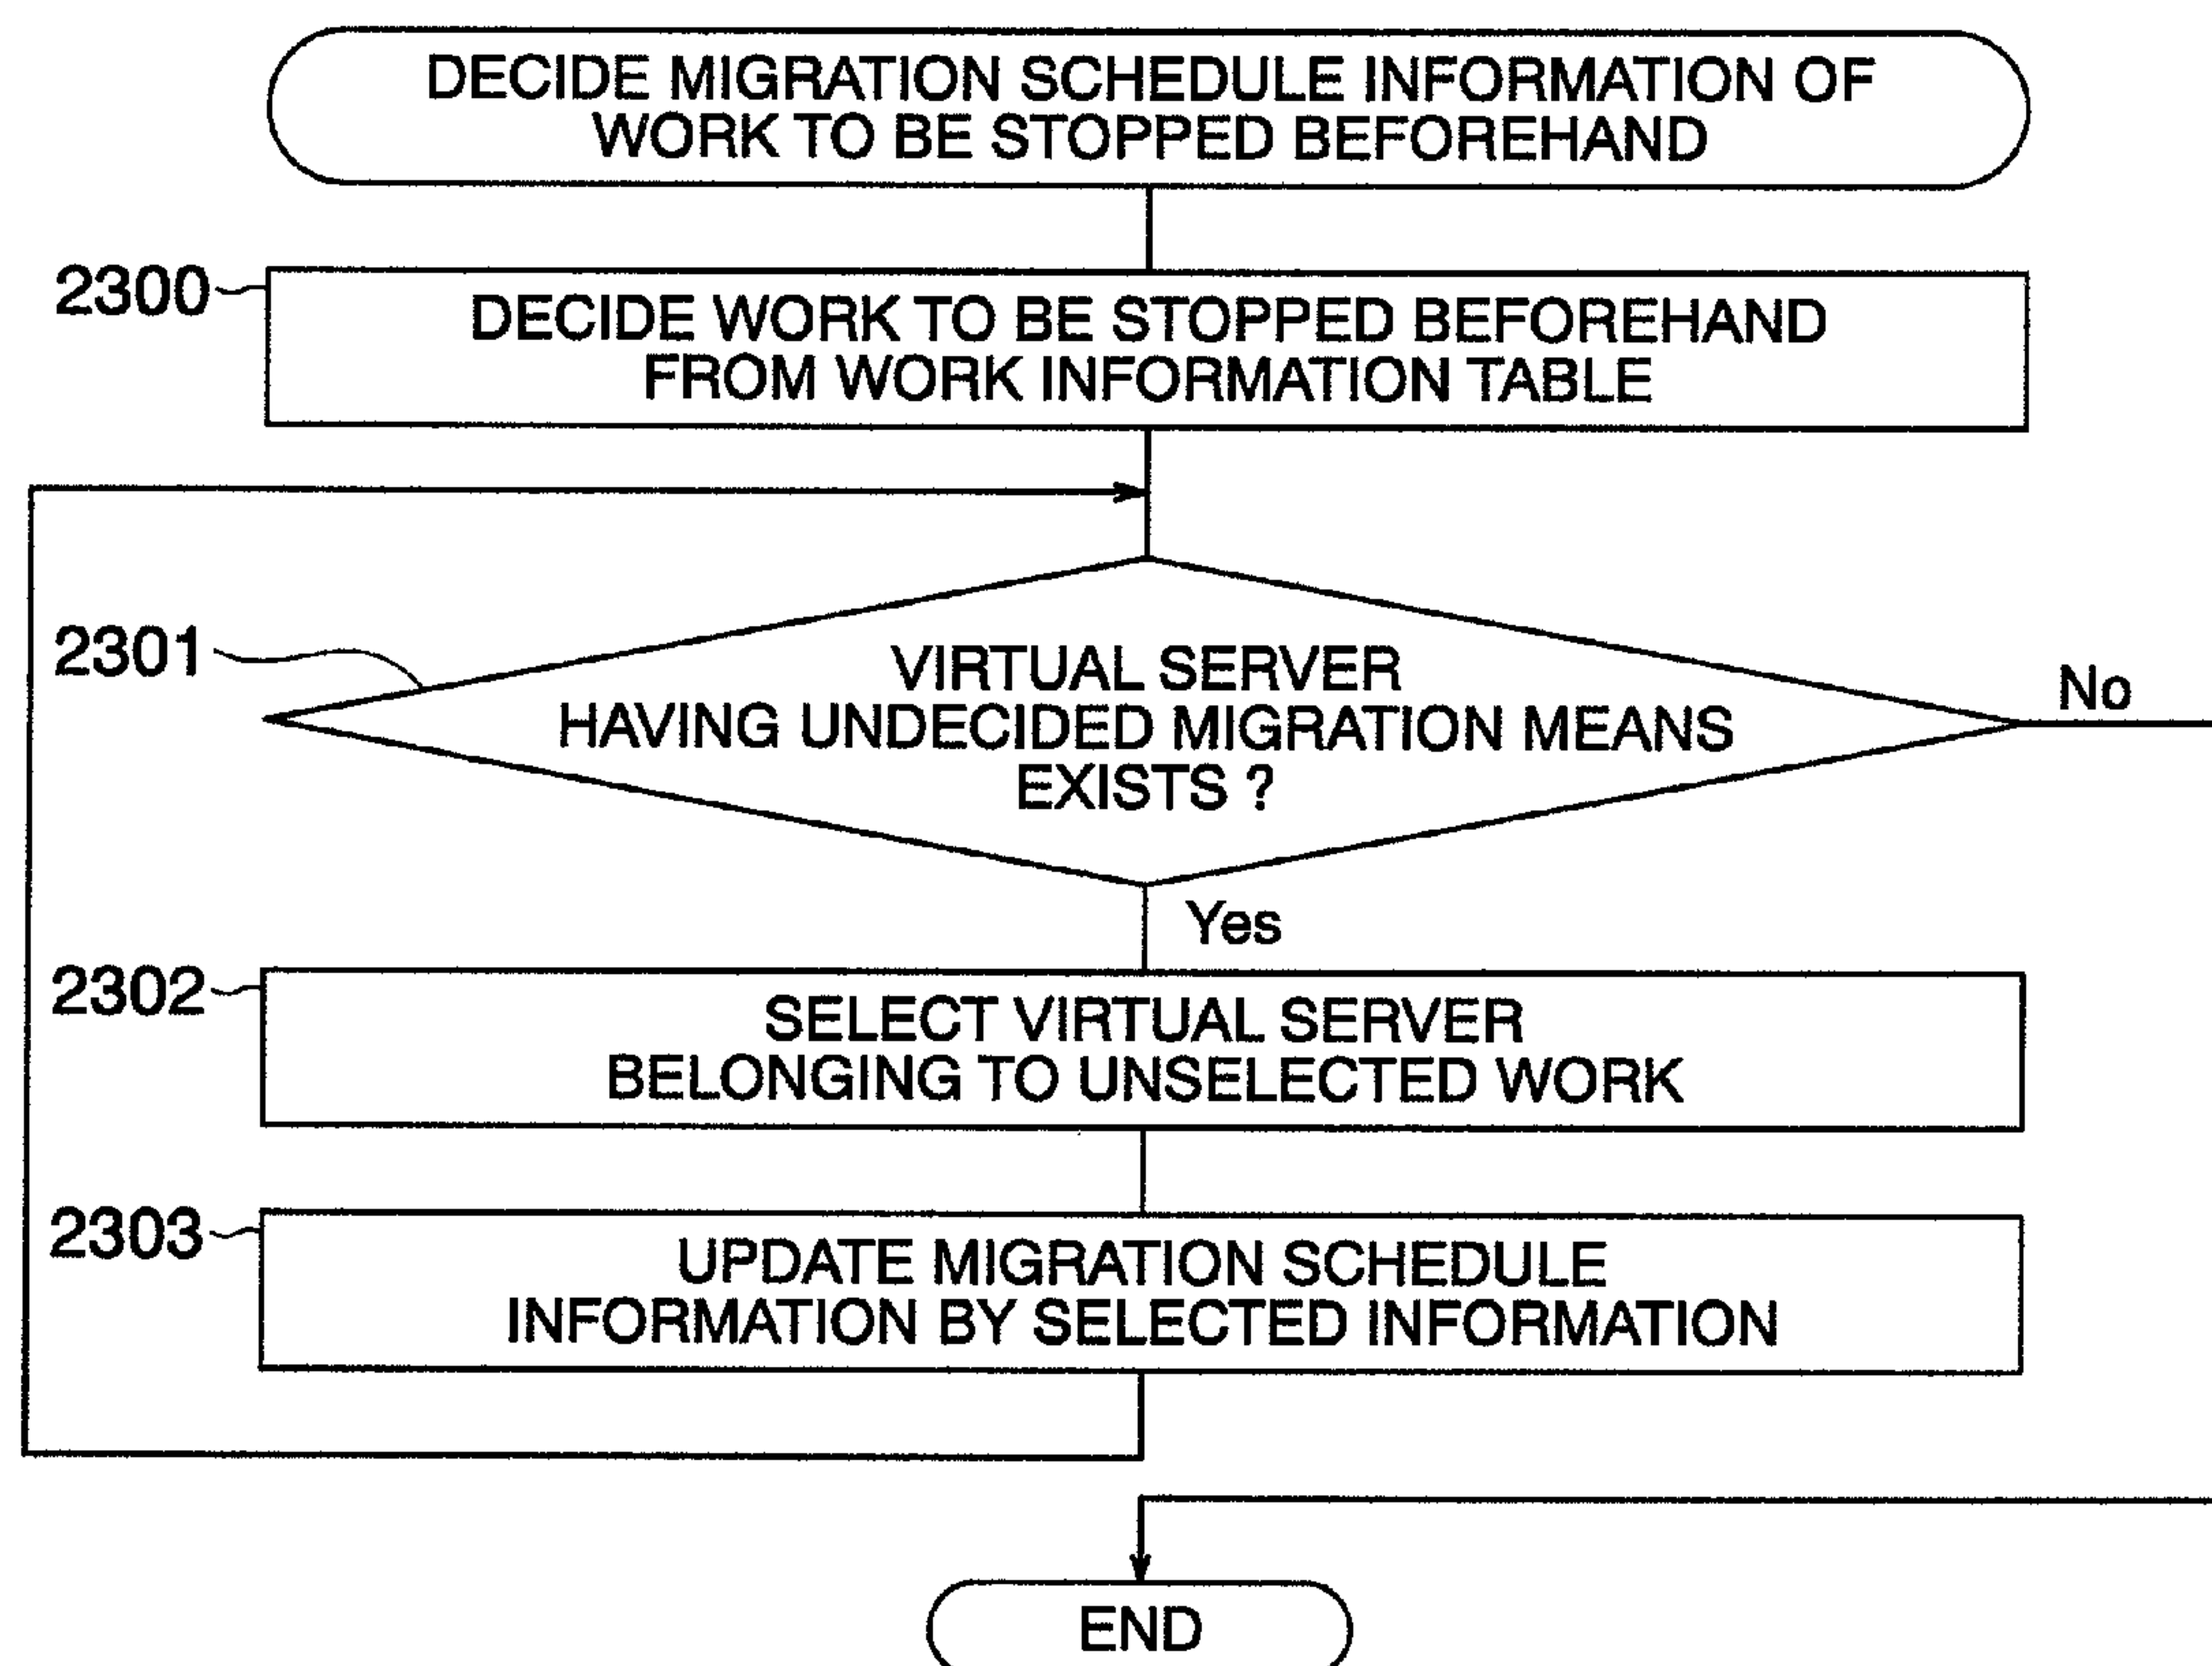 DECIDE MIGRATION SCHEDULE INFORMATION OF
WORK TO BE STOPPED BEFOREHAND
2300
DECIDE WORK TO BE STOPPED BEFOREHAND
FROM WORK INFORMATION TABLE
2301
VIRTUAL SERVER
HAVING UNDECIDED MIGRATION MEANS
EXISTS ?
No
Yes
2302
SELECT VIRTUAL SERVER
BELONGING TO UNSELECTED WORK
2303
UPDATE MIGRATION SCHEDULE
INFORMATION BY SELECTED INFORMATION
END